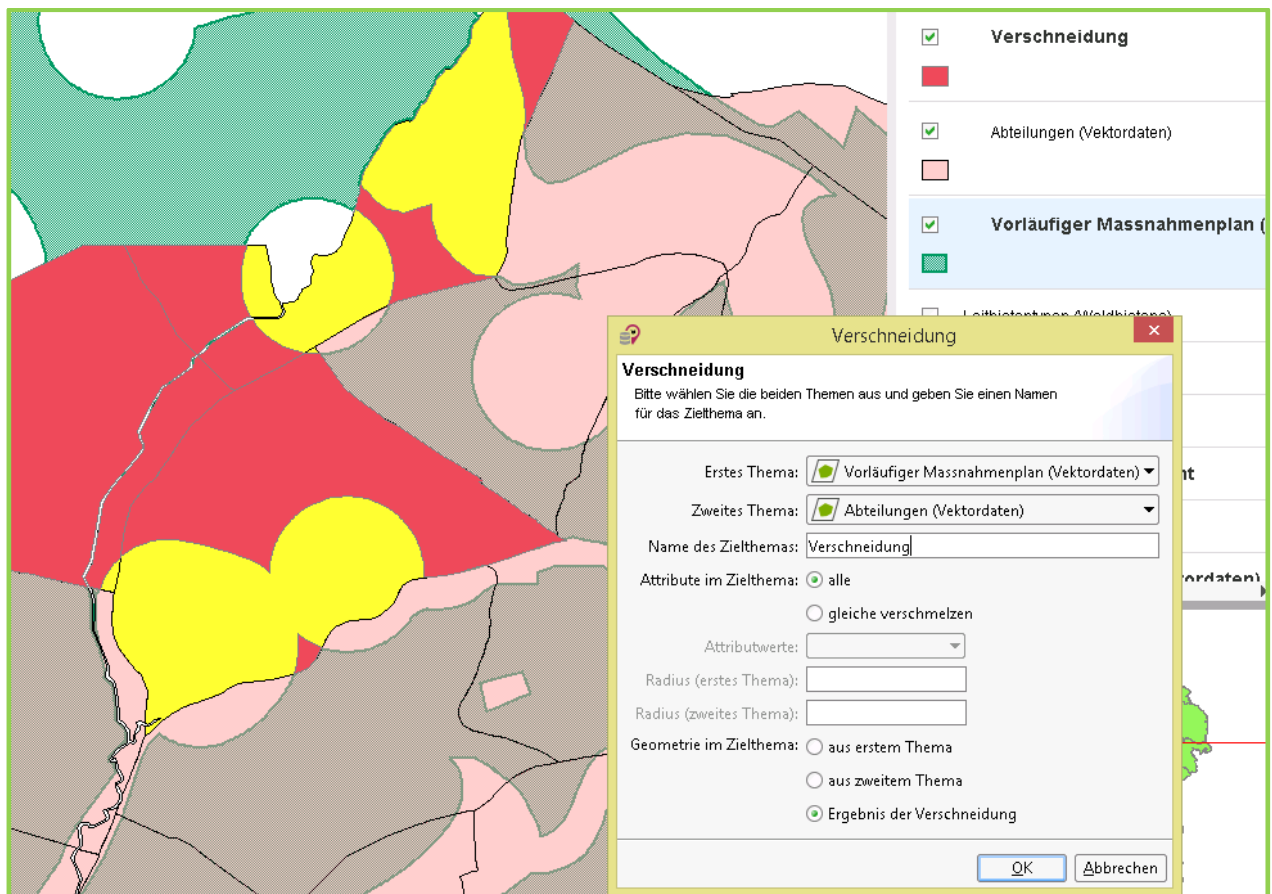 Verschneidung
Abteilungen (Vektordaten)
Vorläufiger Massnahmenplan (
Verschneidung
Verschneidung
Bitte wählen Sie die beiden Themen aus und geben Sie einen Namen
für das Zielthema an.
Erstes Thema: Vorläufiger Massnahmenplan (Vektordaten)
Zweites Thema: Abteilungen (Vektordaten)
Name des Zielthemas: Verschneidung
Attribute im Zielthema: alle
gleiche verschmelzen
Attributwerte:
Radius (erstes Thema):
Radius (zweites Thema):
Geometrie im Zielthema: aus erstem Thema
aus zweitem Thema
Ergebnis der Verschneidung
OK Abbrechen